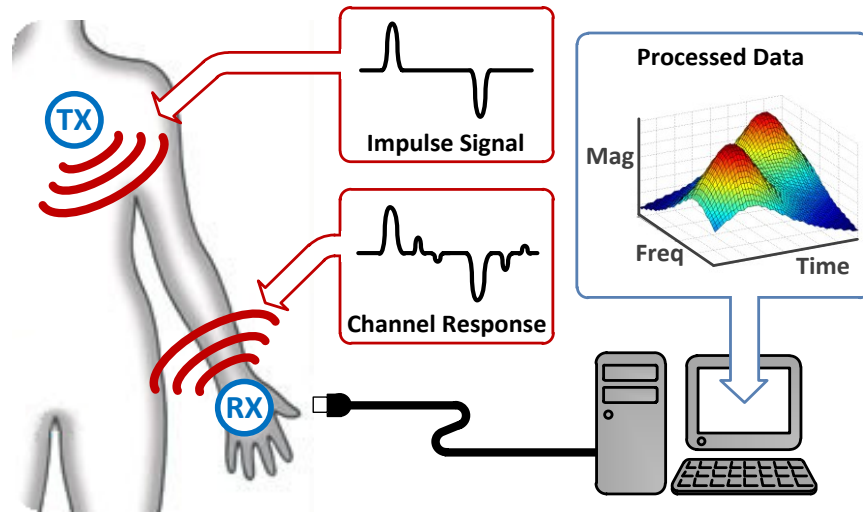 TX
Impulse Signal
Channel Response
RX
Processed Data
Mag
Freq
Time